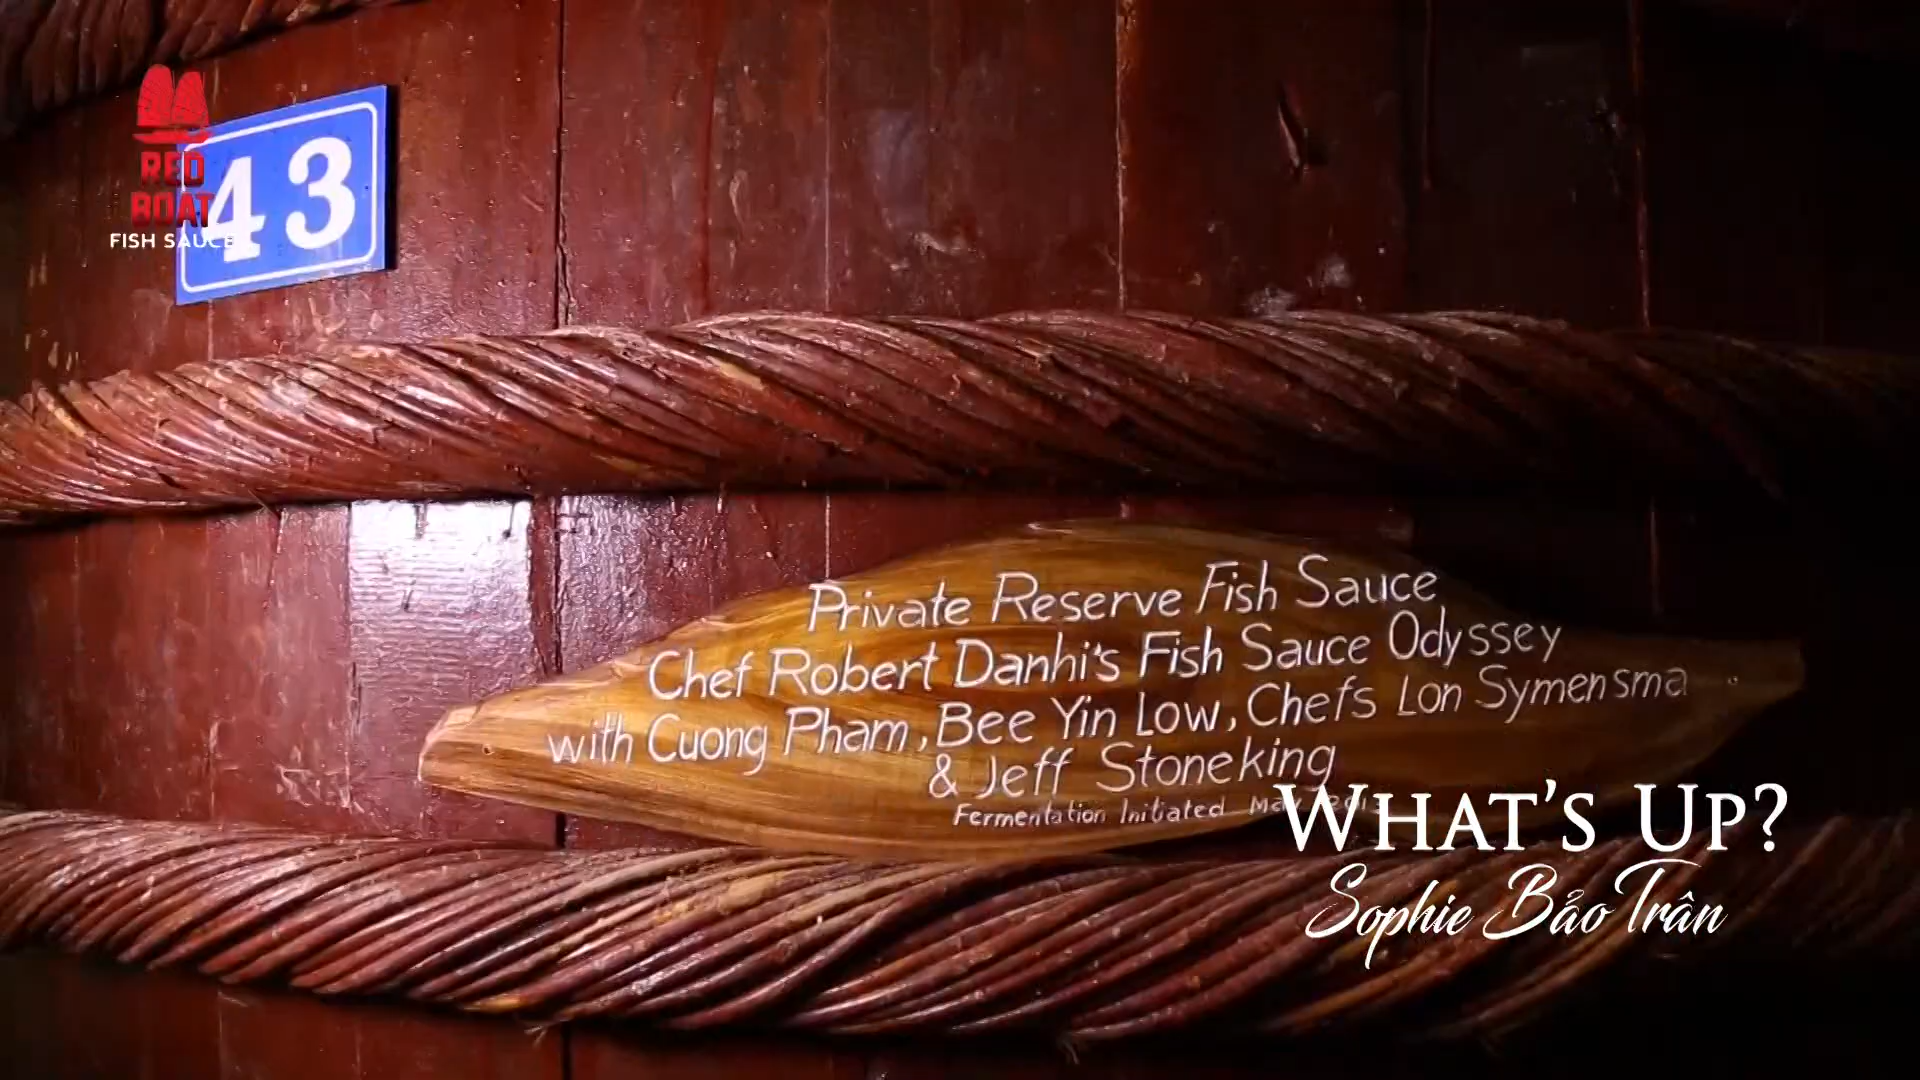 RED
BOAT
FISH SAUCE
43
Private Reserve Fish Sauce
Chef Robert Danhi's Fish Sauce Odyssey
with Cuong Pham, Bee Yin Low, Chefs Lon Symensma
& Jeff Stoneking
Fermentation Initiated
WHAT'S UP?
Sophie Bảo Trân